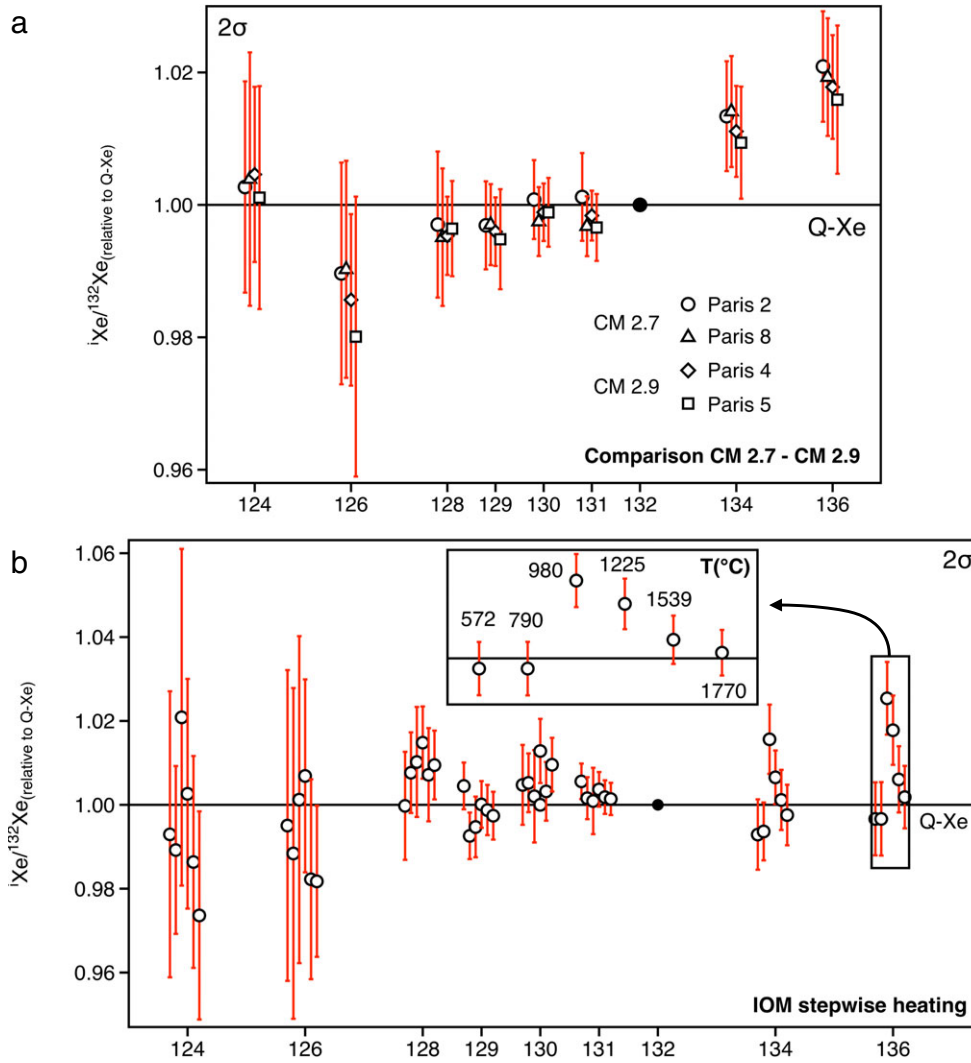 a
2σ
1.02
1.00
0.98
0.96
ⁱXe/¹³²Xe(relative to Q-Xe)
Q-Xe
CM 2.7
Paris 2
Paris 8
CM 2.9
Paris 4
Paris 5
Comparison CM 2.7 - CM 2.9
124 126 128 129 130 131 132 134 136
b
2σ
1.06
1.04
1.02
1.00
0.98
0.96
ⁱXe/¹³²Xe(relative to Q-Xe)
T(°C)
572 790 980 1225 1539 1770
Q-Xe
IOM stepwise heating
124 126 128 129 130 131 132 134 136